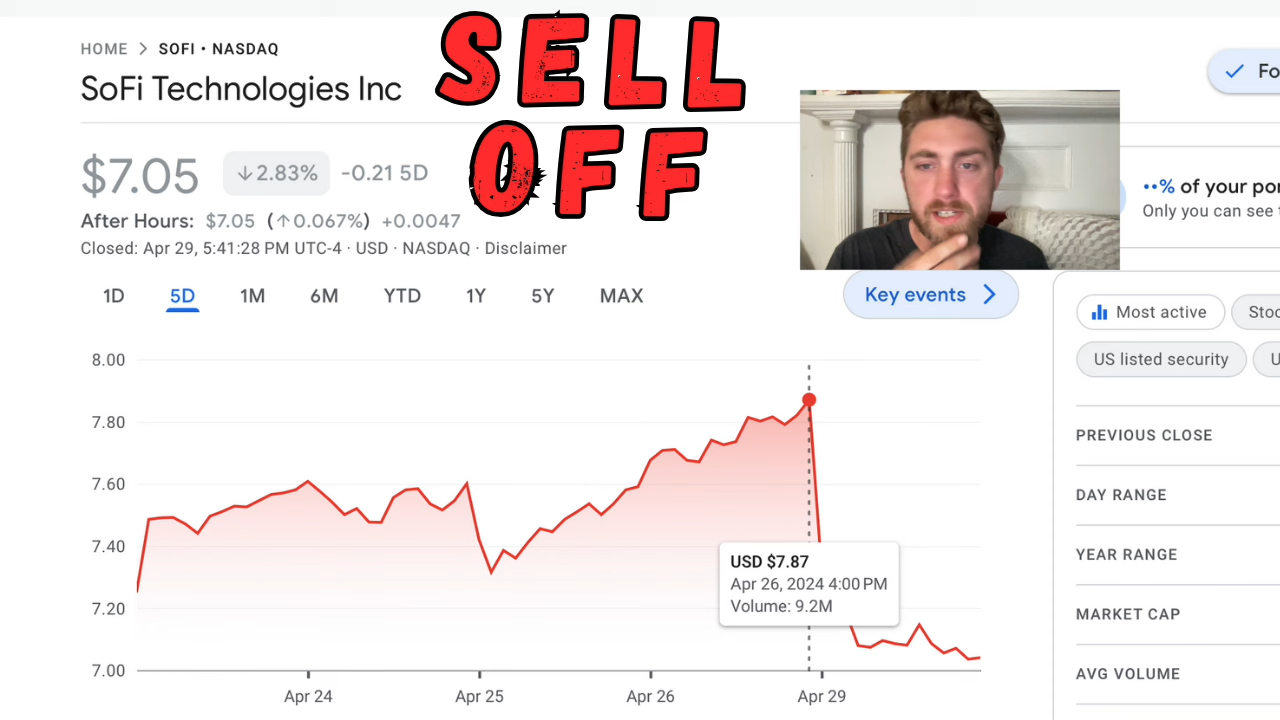 SELL
OFF
HOME > SOFI • NASDAQ
SoFi Technologies Inc
$7.05 ↓2.83% -0.21 5D
After Hours: $7.05 (↑0.067%) +0.0047
Closed: Apr 29, 5:41:28 PM UTC-4 · USD · NASDAQ · Disclaimer
1D 5D 1M 6M YTD 1Y 5Y MAX
Key events >
8.00
7.80
7.60
7.40
7.20
7.00
USD $7.87
Apr 26, 2024 4:00 PM
Volume: 9.2M
Apr 24 Apr 25 Apr 26 Apr 29
Fo
••% of your por
Only you can see t
Most active
Stoc
US listed security
U
PREVIOUS CLOSE
DAY RANGE
YEAR RANGE
MARKET CAP
AVG VOLUME